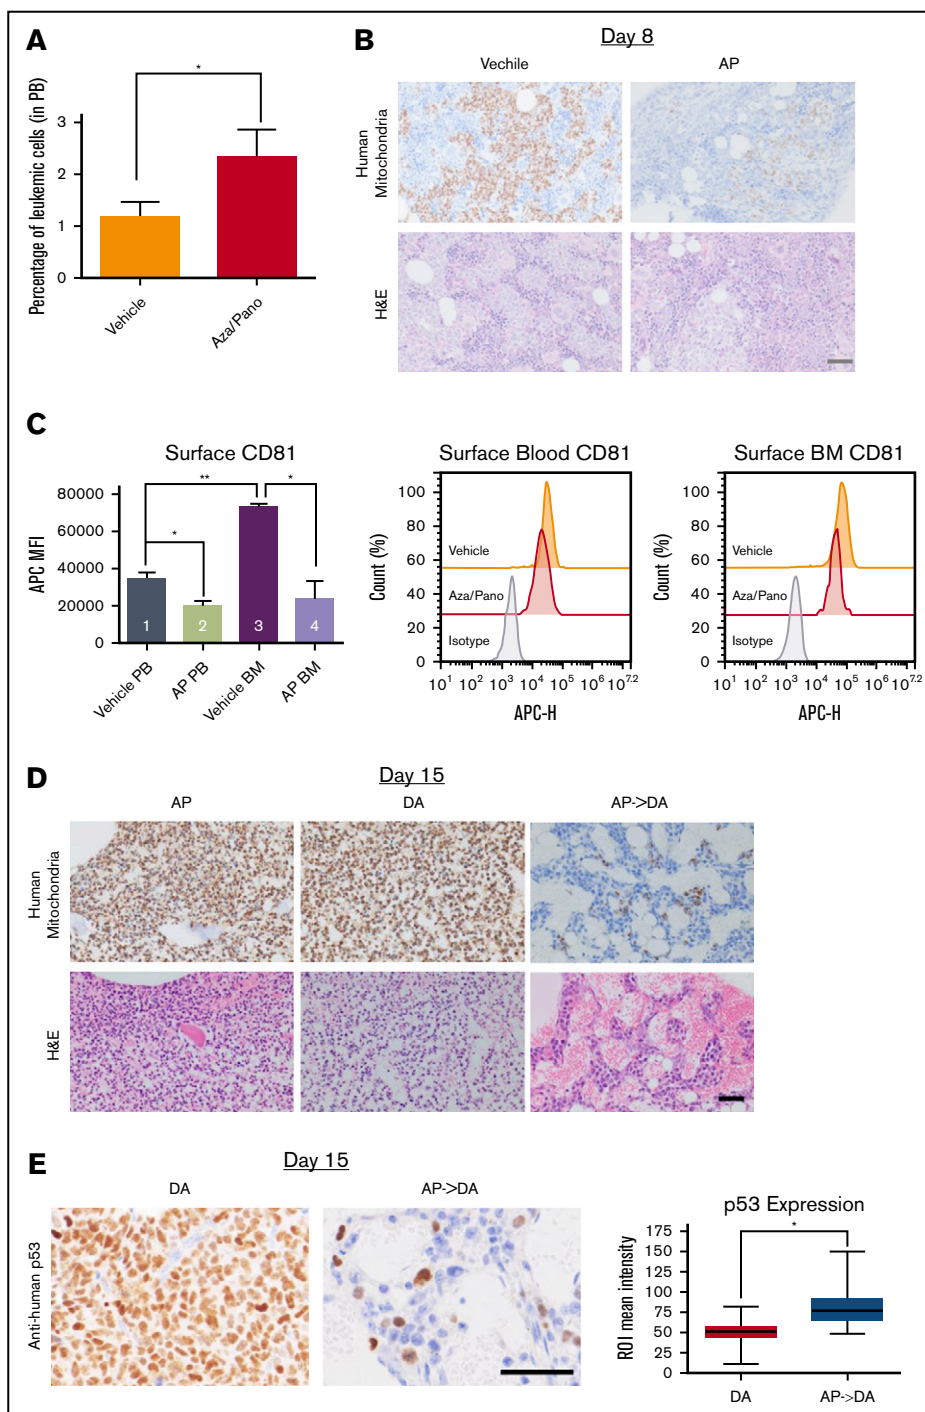 A
Percentage of leukemic cells (in PB)
3
2
1
0
*
Vehicle
Aza/Pano
B
Day 8
Vechile
AP
Human
Mitochondria
H&E
C
Surface CD81
APC MFI
80000
60000
40000
20000
0
**
*
*
1
2
3
4
Vehicle PB
AP PB
Vehicle BM
AP BM
Surface Blood CD81
Count (%)
100
80
60
40
20
0
Vehicle
Aza/Pano
Isotype
10¹ 10² 10³ 10⁴ 10⁵ 10⁶ 10⁷·²
APC-H
Surface BM CD81
Count (%)
100
80
60
40
20
0
Vehicle
Aza/Pano
Isotype
10¹ 10² 10³ 10⁴ 10⁵ 10⁶ 10⁷·²
APC-H
D
Day 15
AP
DA
AP->DA
Human
Mitochondria
H&E
E
Day 15
DA
AP->DA
Anti-human p53
p53 Expression
ROI mean intensity
175
150
125
100
75
50
25
0
*
DA
AP->DA